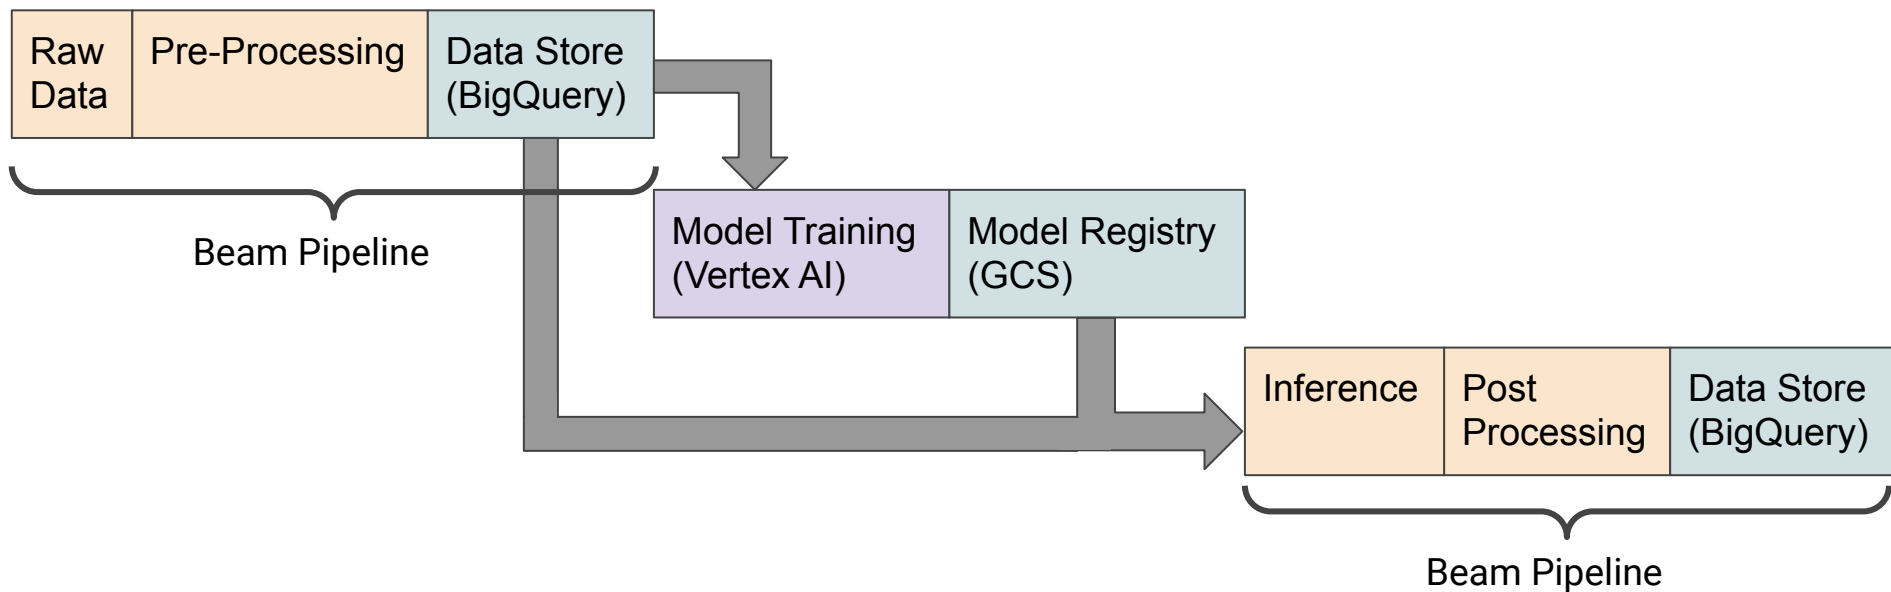 Raw
Data
Pre-Processing
Data Store
(BigQuery)
Beam Pipeline
Model Training
(Vertex AI)
Model Registry
(GCS)
Inference
Post
Processing
Data Store
(BigQuery)
Beam Pipeline